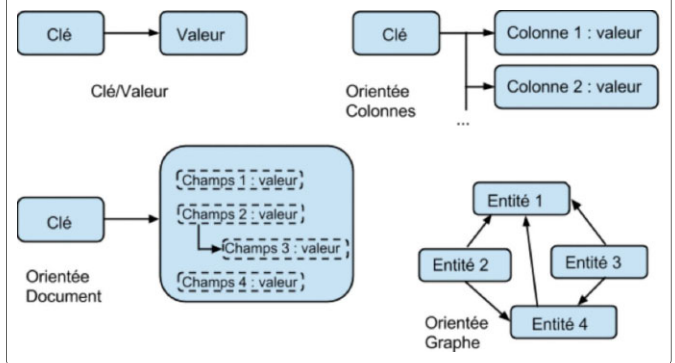 Clé
Valeur
Clé/Valeur
Clé
Colonne 1 : valeur
Colonne 2 : valeur
...
Orientée
Colonnes
Clé
Champs 1 : valeur
Champs 2 : valeur
Champs 3 : valeur
Champs 4 : valeur
Orientée
Document
Entité 1
Entité 2
Entité 3
Entité 4
Orientée
Graphe